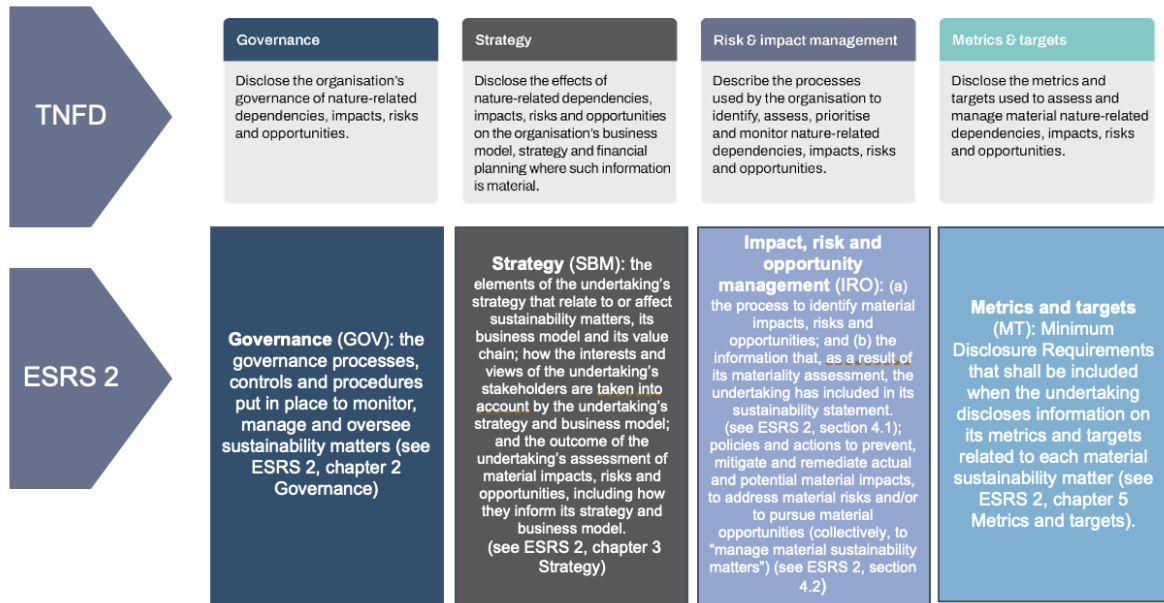 TNFD
Governance
Disclose the organisation's
governance of nature-related
dependencies, impacts, risks
and opportunities.
Strategy
Disclose the effects of
nature-related dependencies,
impacts, risks and opportunities
on the organisation's business
model, strategy and financial
planning where such information
is material.
Risk & impact management
Describe the processes
used by the organisation to
identify, assess, prioritise
and monitor nature-related
dependencies, impacts, risks
and opportunities.
Metrics & targets
Disclose the metrics and
targets used to assess and
manage material nature-related
dependencies, impacts, risks
and opportunities.
ESRS 2
Governance (GOV): the
governance processes,
controls and procedures
put in place to monitor,
manage and oversee
sustainability matters (see
ESRS 2, chapter 2
Governance)
Strategy (SBM): the
elements of the undertaking's
strategy that relate to or affect
sustainability matters, its
business model and its value
chain; how the interests and
views of the undertaking's
stakeholders are taken into
account by the undertaking's
strategy and business model;
and the outcome of the
undertaking's assessment of
material impacts, risks and
opportunities, including how
they inform its strategy and
business model.
(see ESRS 2, chapter 3
Strategy)
Impact, risk and
opportunity
management (IRO): (a)
the process to identify material
impacts, risks and
opportunities; and (b) the
information that, as a result of
its materiality assessment, the
undertaking has included in its
sustainability statement.
(see ESRS 2, section 4.1);
policies and actions to prevent,
mitigate and remediate actual
and potential material impacts,
to address material risks and/or
to pursue material
opportunities (collectively, to
“manage material sustainability
matters”) (see ESRS 2, section
4.2)
Metrics and targets
(MT): Minimum
Disclosure Requirements
that shall be included
when the undertaking
discloses information on
its metrics and targets
related to each material
sustainability matter (see
ESRS 2, chapter 5
Metrics and targets).